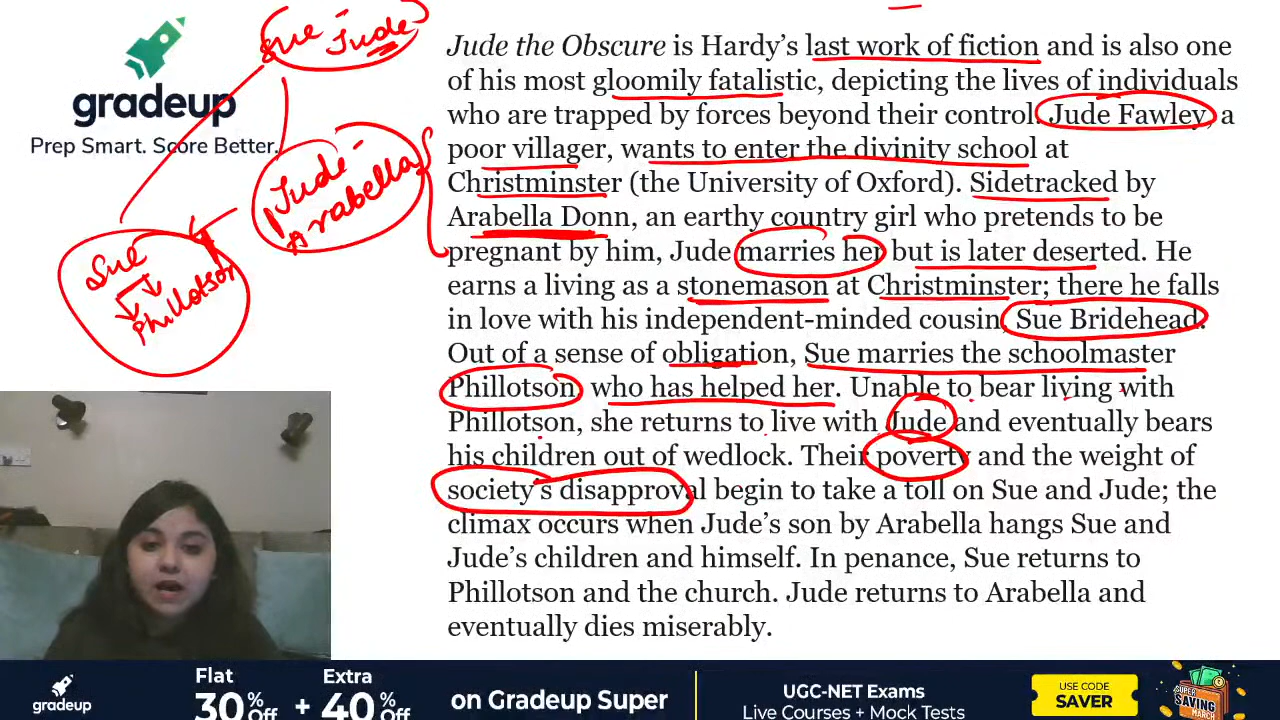 Sue Jude
gradeup
Prep Smart. Score Better.
Jude -
Arabella
Sue
Phillotson
Jude the Obscure is Hardy's last work of fiction and is also one
of his most gloomily fatalistic, depicting the lives of individuals
who are trapped by forces beyond their control. Jude Fawley, a
poor villager, wants to enter the divinity school at
Christminster (the University of Oxford). Sidetracked by
Arabella Donn, an earthy country girl who pretends to be
pregnant by him, Jude marries her but is later deserted. He
earns a living as a stonemason at Christminster; there he falls
in love with his independent-minded cousin, Sue Bridehead.
Out of a sense of obligation, Sue marries the schoolmaster
Phillotson, who has helped her. Unable to bear living with
Phillotson, she returns to live with Jude and eventually bears
his children out of wedlock. Their poverty and the weight of
society's disapproval begin to take a toll on Sue and Jude; the
climax occurs when Jude's son by Arabella hangs Sue and
Jude's children and himself. In penance, Sue returns to
Phillotson and the church. Jude returns to Arabella and
eventually dies miserably.
gradeup
Flat
30%Off + Extra 40%Off
on Gradeup Super
UGC-NET Exams
Live Courses + Mock Tests
USE CODE
SAVER
SUPER
SAVING
MARCH